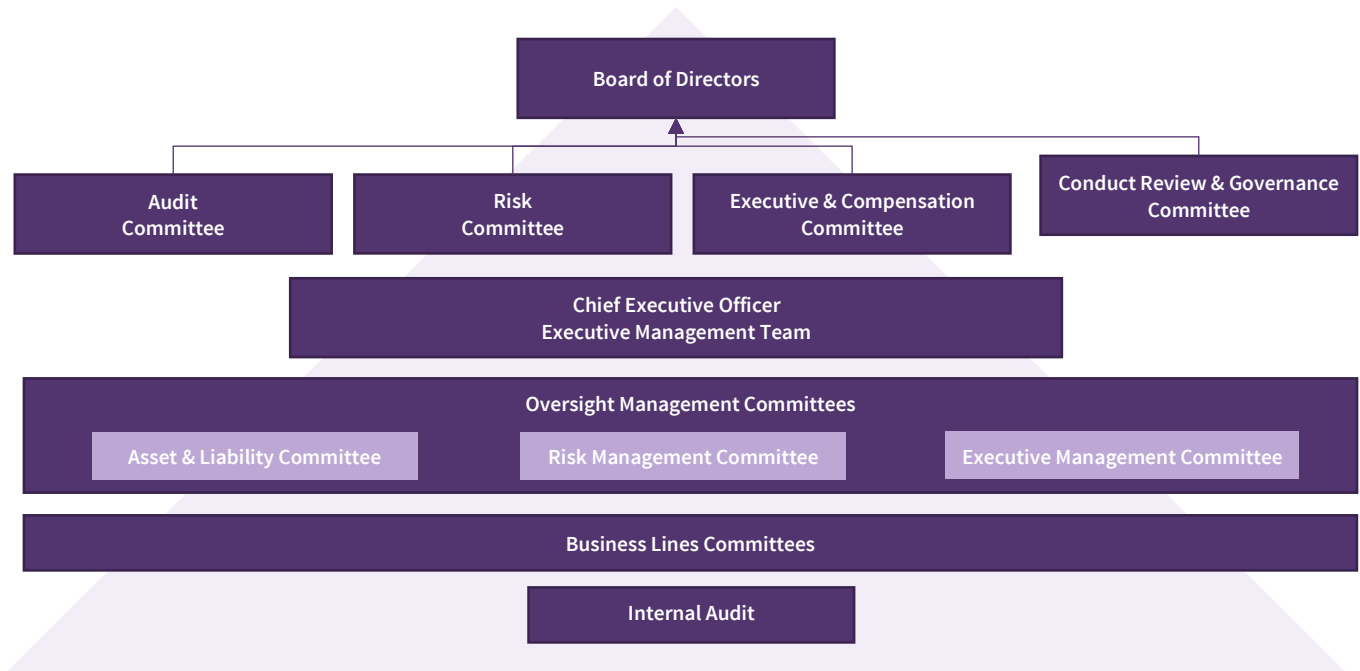 Board of Directors
Audit
Committee
Risk
Committee
Executive & Compensation
Committee
Conduct Review & Governance
Committee
Chief Executive Officer
Executive Management Team
Oversight Management Committees
Asset & Liability Committee
Risk Management Committee
Executive Management Committee
Business Lines Committees
Internal Audit